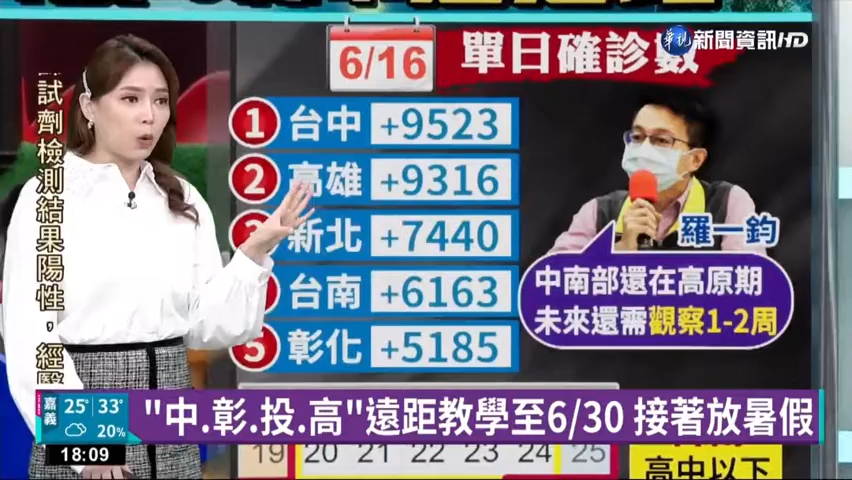 華視新聞資訊HD
6/16 單日確診數
1 台中 +9523
2 高雄 +9316
新北 +7440
台南 +6163
5 彰化 +5185
羅一鈞
中南部還在高原期
未來還需觀察1-2周
試劑檢測結果陽性，經醫
嘉義 25° 33°
20%
18:09
"中.彰.投.高"遠距教學至6/30 接著放暑假
19 20 21 22 23 24 25
高中以下